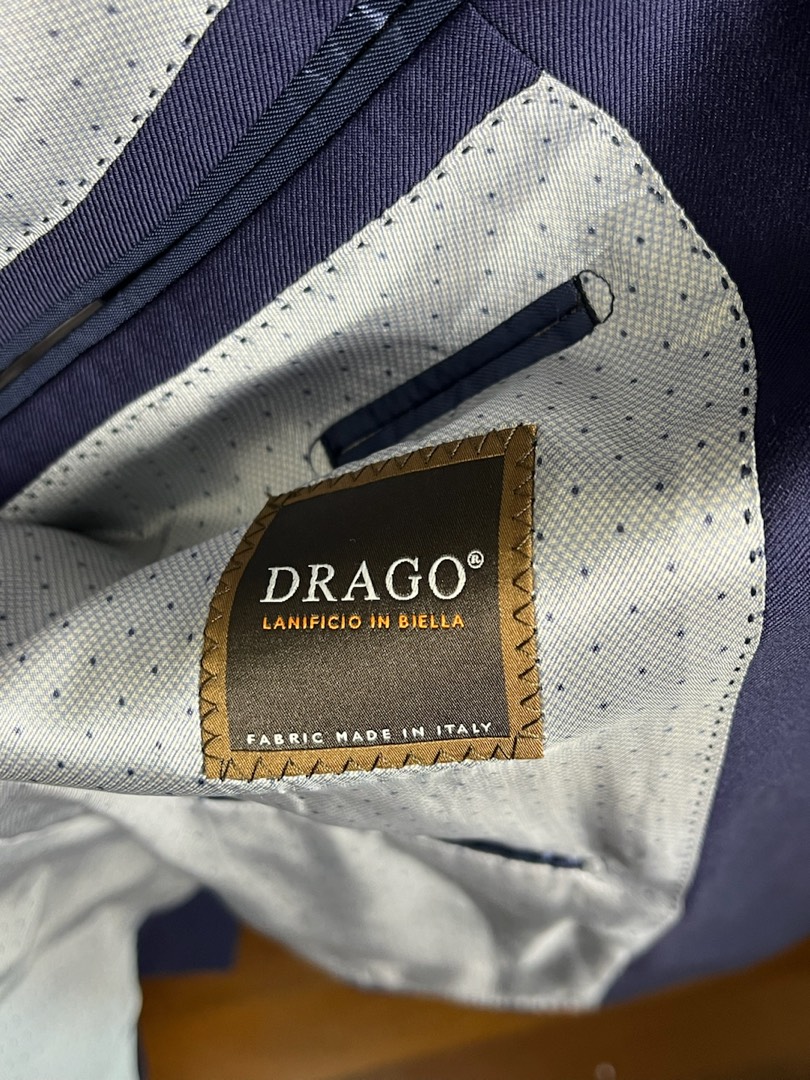 DRAGO®
LANIFICIO IN BIELLA
FABRIC MADE IN ITALY